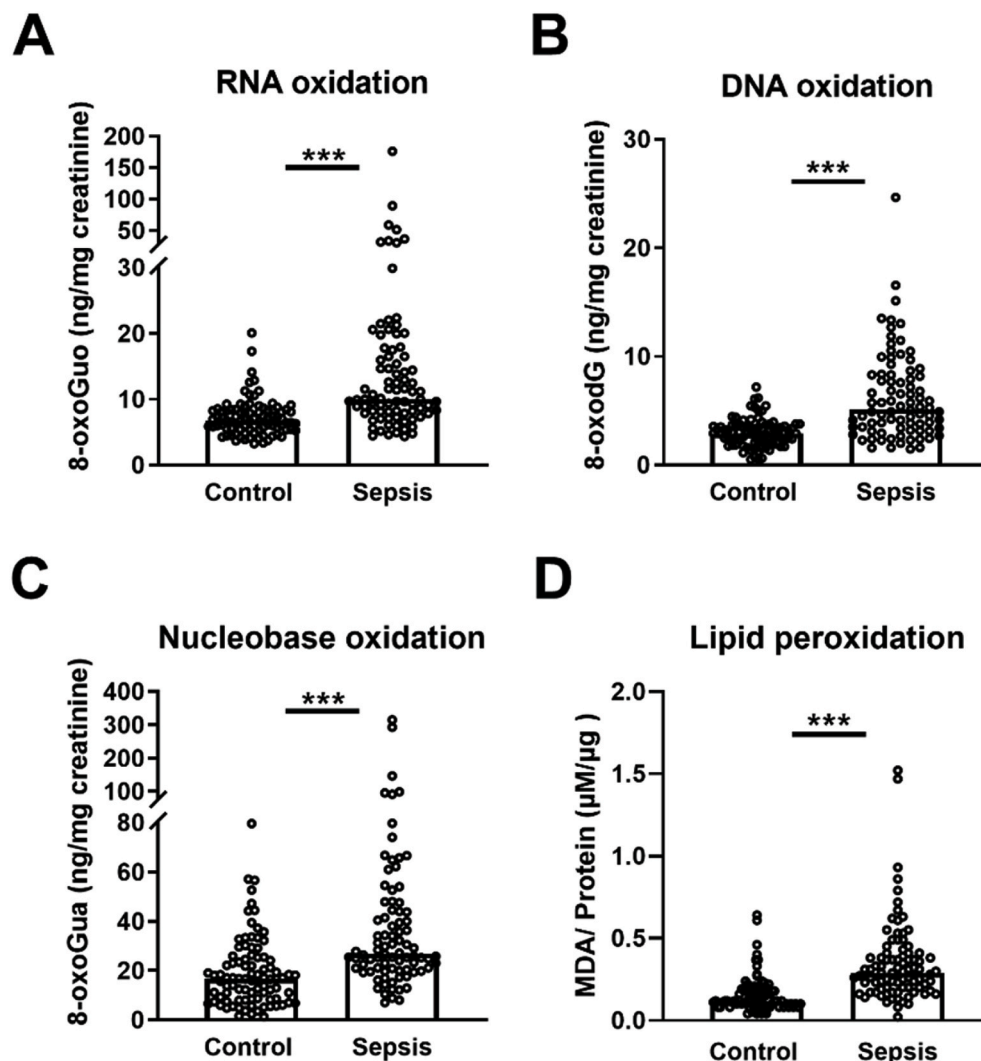 A
RNA oxidation
8-oxoGuo (ng/mg creatinine)
200
150
100
50
30
20
10
0
***
Control
Sepsis
B
DNA oxidation
8-oxodG (ng/mg creatinine)
30
20
10
0
***
Control
Sepsis
C
Nucleobase oxidation
8-oxoGua (ng/mg creatinine)
400
300
200
100
80
60
40
20
0
***
Control
Sepsis
D
Lipid peroxidation
MDA/ Protein (μM/μg )
2.0
1.5
1.0
0.5
0.0
***
Control
Sepsis